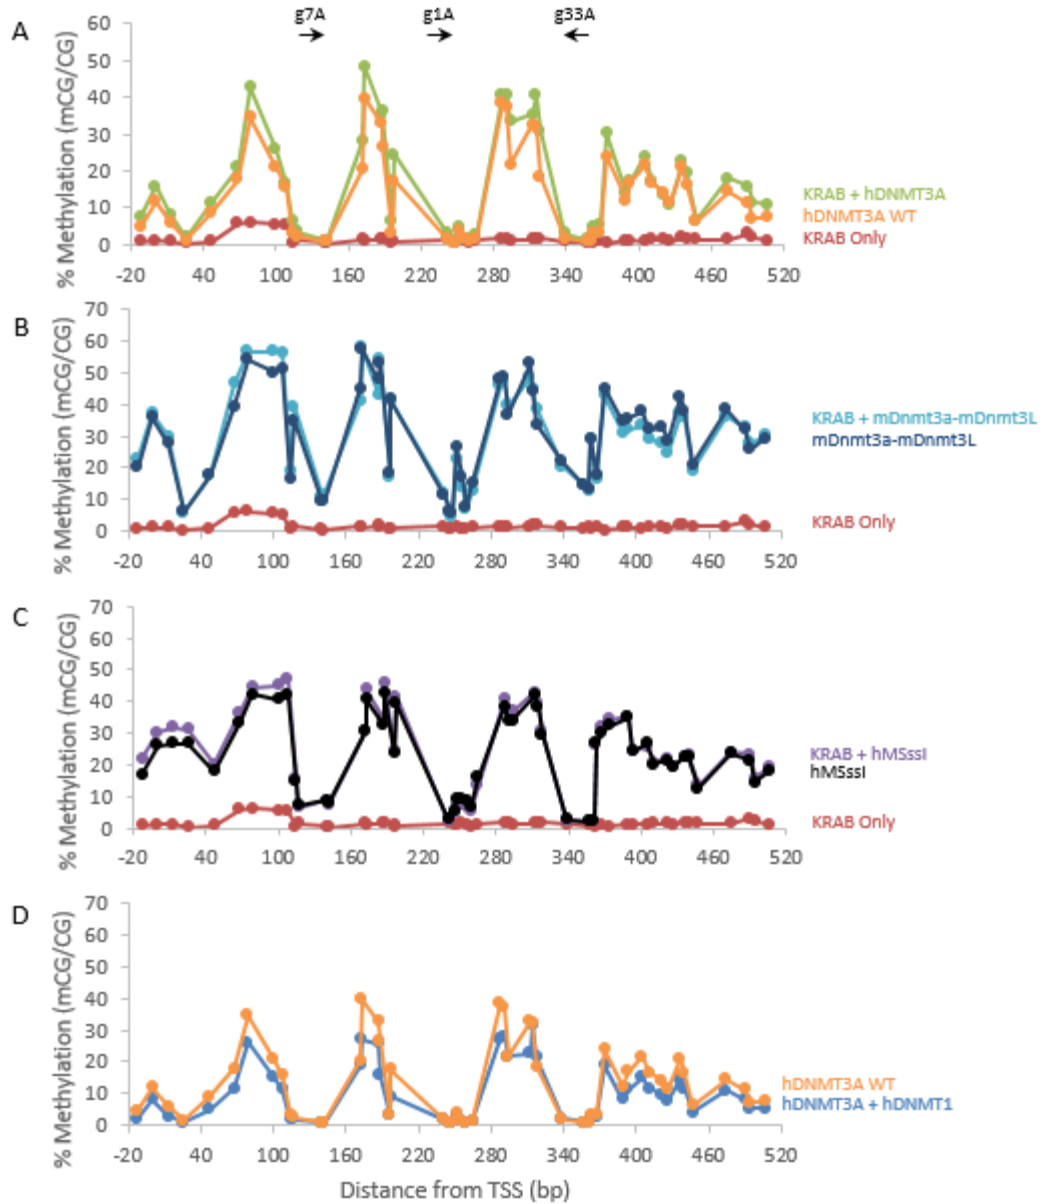 A
g7A
g1A
g33A
% Methylation (mCG/CG)
60
50
40
30
20
10
0
-20 40 100 160 220 280 340 400 460 520
KRAB + hDNMT3A
hDNMT3A WT
KRAB Only
B
% Methylation (mCG/CG)
70
60
50
40
30
20
10
0
-20 40 100 160 220 280 340 400 460 520
KRAB + mDnmt3a-mDnmt3L
mDnmt3a-mDnmt3L
KRAB Only
C
% Methylation (mCG/CG)
70
60
50
40
30
20
10
0
-20 40 100 160 220 280 340 400 460 520
KRAB + hMSssI
hMSssI
KRAB Only
D
% Methylation (mCG/CG)
70
60
50
40
30
20
10
0
-20 40 100 160 220 280 340 400 460 520
hDNMT3A WT
hDNMT3A + hDNMT1
Distance from TSS (bp)